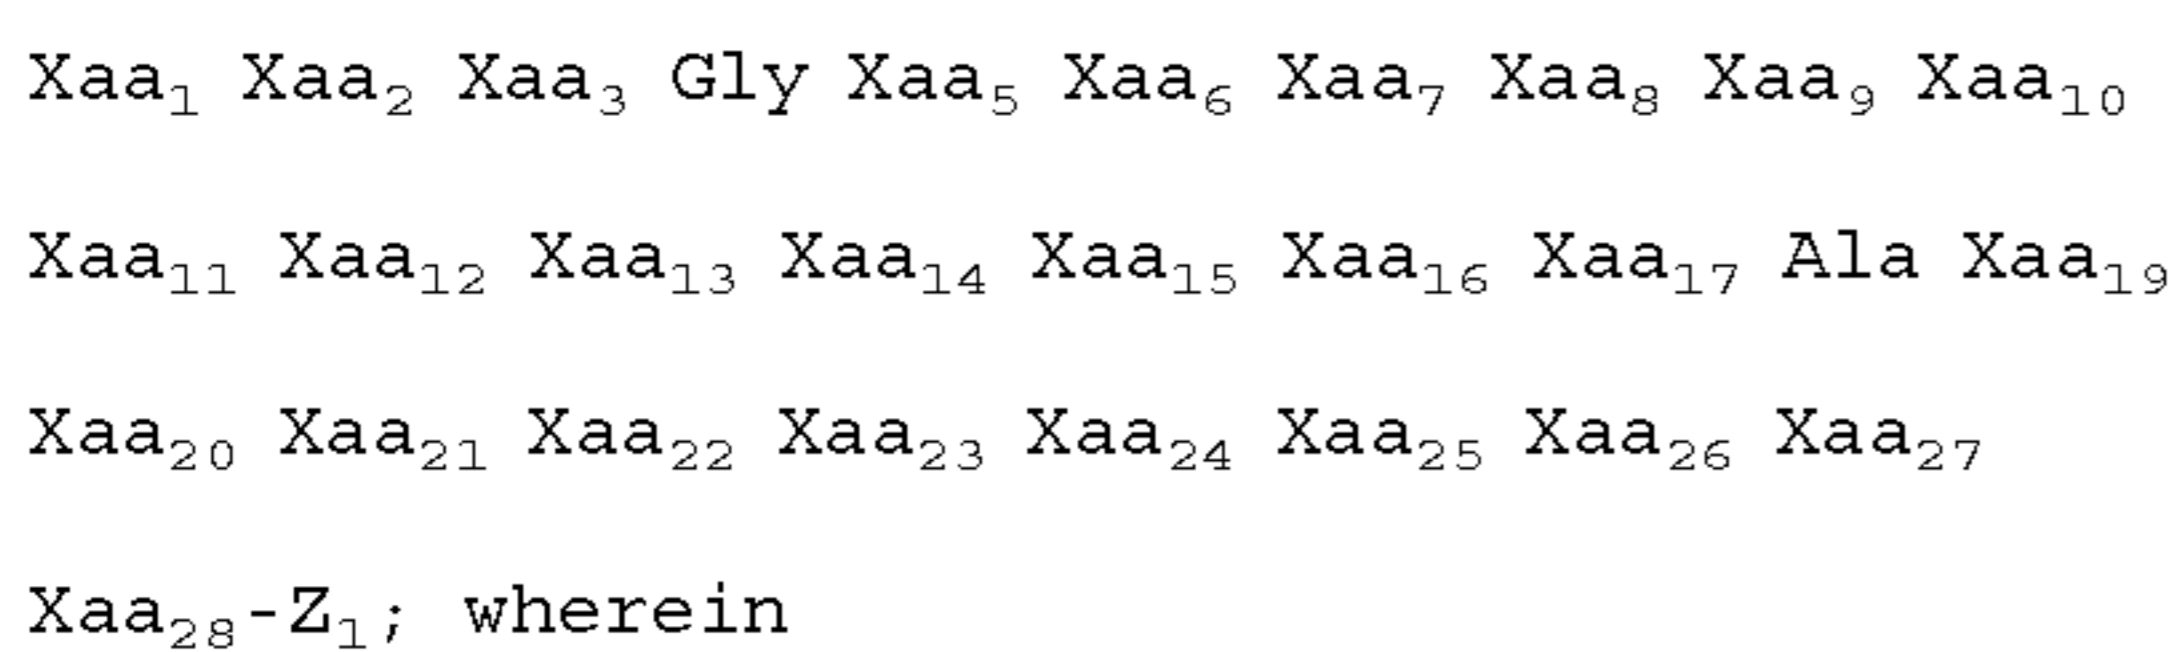 Xaa₁ Xaa₂ Xaa₃ Gly Xaa₅ Xaa₆ Xaa₇ Xaa₈ Xaa₉ Xaa₁₀
Xaa₁₁ Xaa₁₂ Xaa₁₃ Xaa₁₄ Xaa₁₅ Xaa₁₆ Xaa₁₇ Ala Xaa₁₉
Xaa₂₀ Xaa₂₁ Xaa₂₂ Xaa₂₃ Xaa₂₄ Xaa₂₅ Xaa₂₆ Xaa₂₇
Xaa₂₈-Z₁; wherein